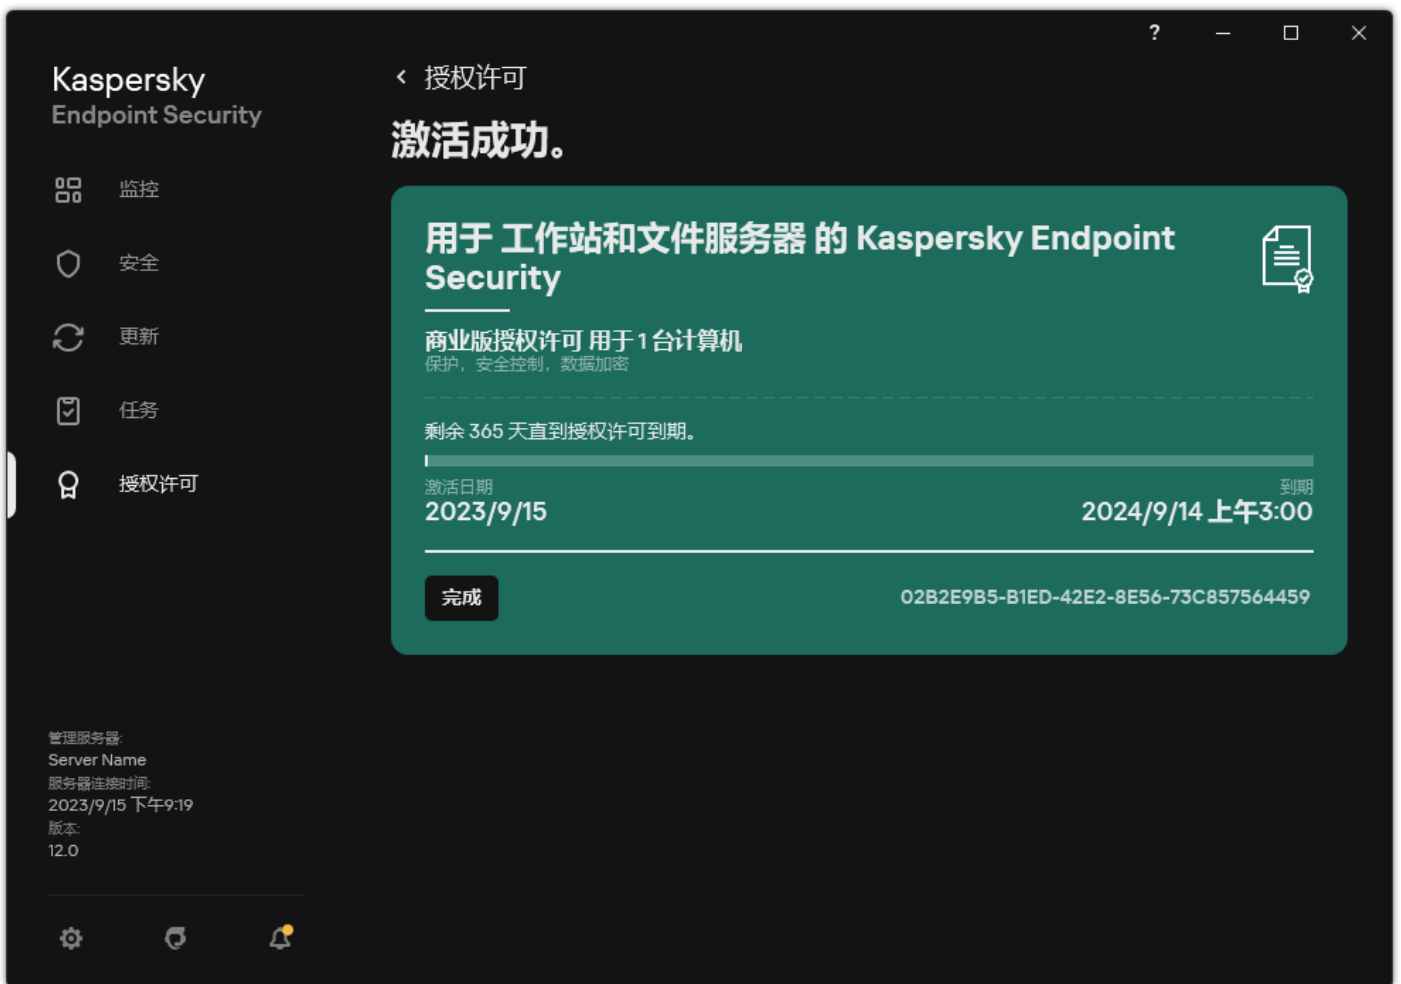 ?
Kaspersky
Endpoint Security
监控
安全
更新
任务
授权许可
管理服务器:
Server Name
服务器连接时间:
2023/9/15 下午9:19
版本:
12.0
授权许可
激活成功。
用于 工作站和文件服务器 的 Kaspersky Endpoint
Security
商业版授权许可 用于 1 台计算机
保护，安全控制，数据加密
剩余 365 天直到授权许可到期。
激活日期
2023/9/15
到期
2024/9/14 上午3:00
完成
02B2E9B5-B1ED-42E2-8E56-73C857564459